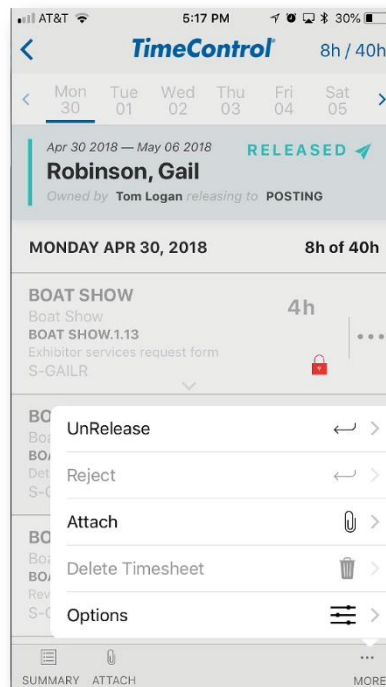 AT&T 5:17 PM 30%
TimeControl 8h / 40h
Mon Tue Wed Thu Fri Sat
30 01 02 03 04 05
Apr 30 2018 — May 06 2018 RELEASED
Robinson, Gail
Owned by Tom Logan releasing to POSTING
MONDAY APR 30, 2018 8h of 40h
BOAT SHOW 4h
Boat Show
BOAT SHOW.1.13
Exhibitor services request form
S-GAILR
UnRelease
Reject
Attach
Delete Timesheet
Options
SUMMARY ATTACH MORE